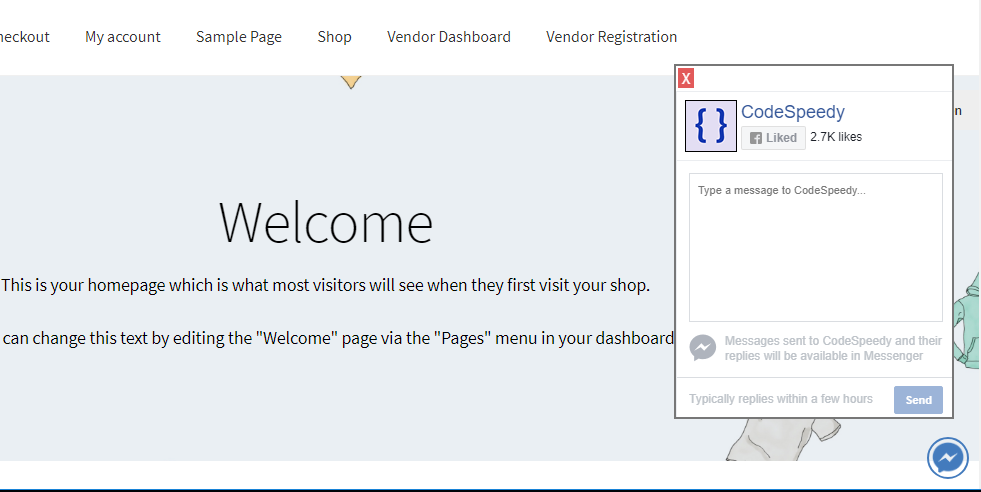 heckout My account Sample Page Shop Vendor Dashboard Vendor Registration
X
n
{ } CodeSpeedy
Liked 2.7K likes
Type a message to CodeSpeedy...
Welcome
This is your homepage which is what most visitors will see when they first visit your shop.
can change this text by editing the "Welcome" page via the "Pages" menu in your dashboard
Messages sent to CodeSpeedy and their
replies will be available in Messenger
Typically replies within a few hours Send